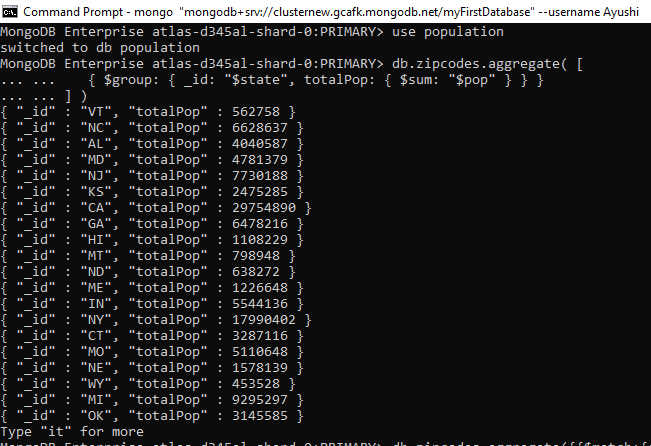 Command Prompt - mongo "mongodb+srv://clusternew.gcafk.mongodb.net/myFirstDatabase" --username Ayushi
MongoDB Enterprise atlas-d345al-shard-0:PRIMARY> use population
switched to db population
MongoDB Enterprise atlas-d345al-shard-0:PRIMARY> db.zipcodes.aggregate( [
... ...    { $group: { _id: "$state", totalPop: { $sum: "$pop" } } }
... ... ] )
{ "_id" : "VT", "totalPop" : 562758 }
{ "_id" : "NC", "totalPop" : 6628637 }
{ "_id" : "AL", "totalPop" : 4040587 }
{ "_id" : "MD", "totalPop" : 4781379 }
{ "_id" : "NJ", "totalPop" : 7730188 }
{ "_id" : "KS", "totalPop" : 2475285 }
{ "_id" : "CA", "totalPop" : 29754890 }
{ "_id" : "GA", "totalPop" : 6478216 }
{ "_id" : "HI", "totalPop" : 1108229 }
{ "_id" : "MT", "totalPop" : 798948 }
{ "_id" : "ND", "totalPop" : 638272 }
{ "_id" : "ME", "totalPop" : 1226648 }
{ "_id" : "IN", "totalPop" : 5544136 }
{ "_id" : "NY", "totalPop" : 17990402 }
{ "_id" : "CT", "totalPop" : 3287116 }
{ "_id" : "MO", "totalPop" : 5110648 }
{ "_id" : "NE", "totalPop" : 1578139 }
{ "_id" : "WY", "totalPop" : 453528 }
{ "_id" : "MI", "totalPop" : 9295297 }
{ "_id" : "OK", "totalPop" : 3145585 }
Type "it" for more
MongoDB Enterprise atlas-d345al-shard-0:PRIMARY> db.zipcodes.aggregate(